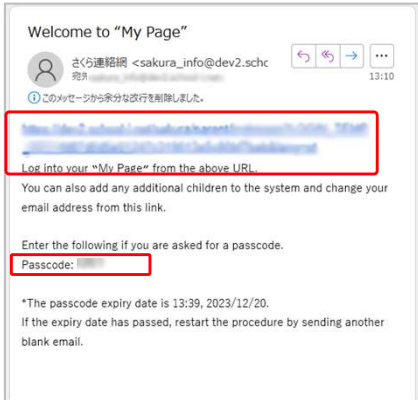 Welcome to “My Page”
さくら連絡網 <sakura_info@dev2.schc
宛先
13:10
このメッセージから余分な改行を削除しました。
Log into your “My Page” from the above URL.
You can also add any additional children to the system and change your
email address from this link.
Enter the following if you are asked for a passcode.
Passcode:
*The passcode expiry date is 13:39, 2023/12/20.
If the expiry date has passed, restart the procedure by sending another
blank email.